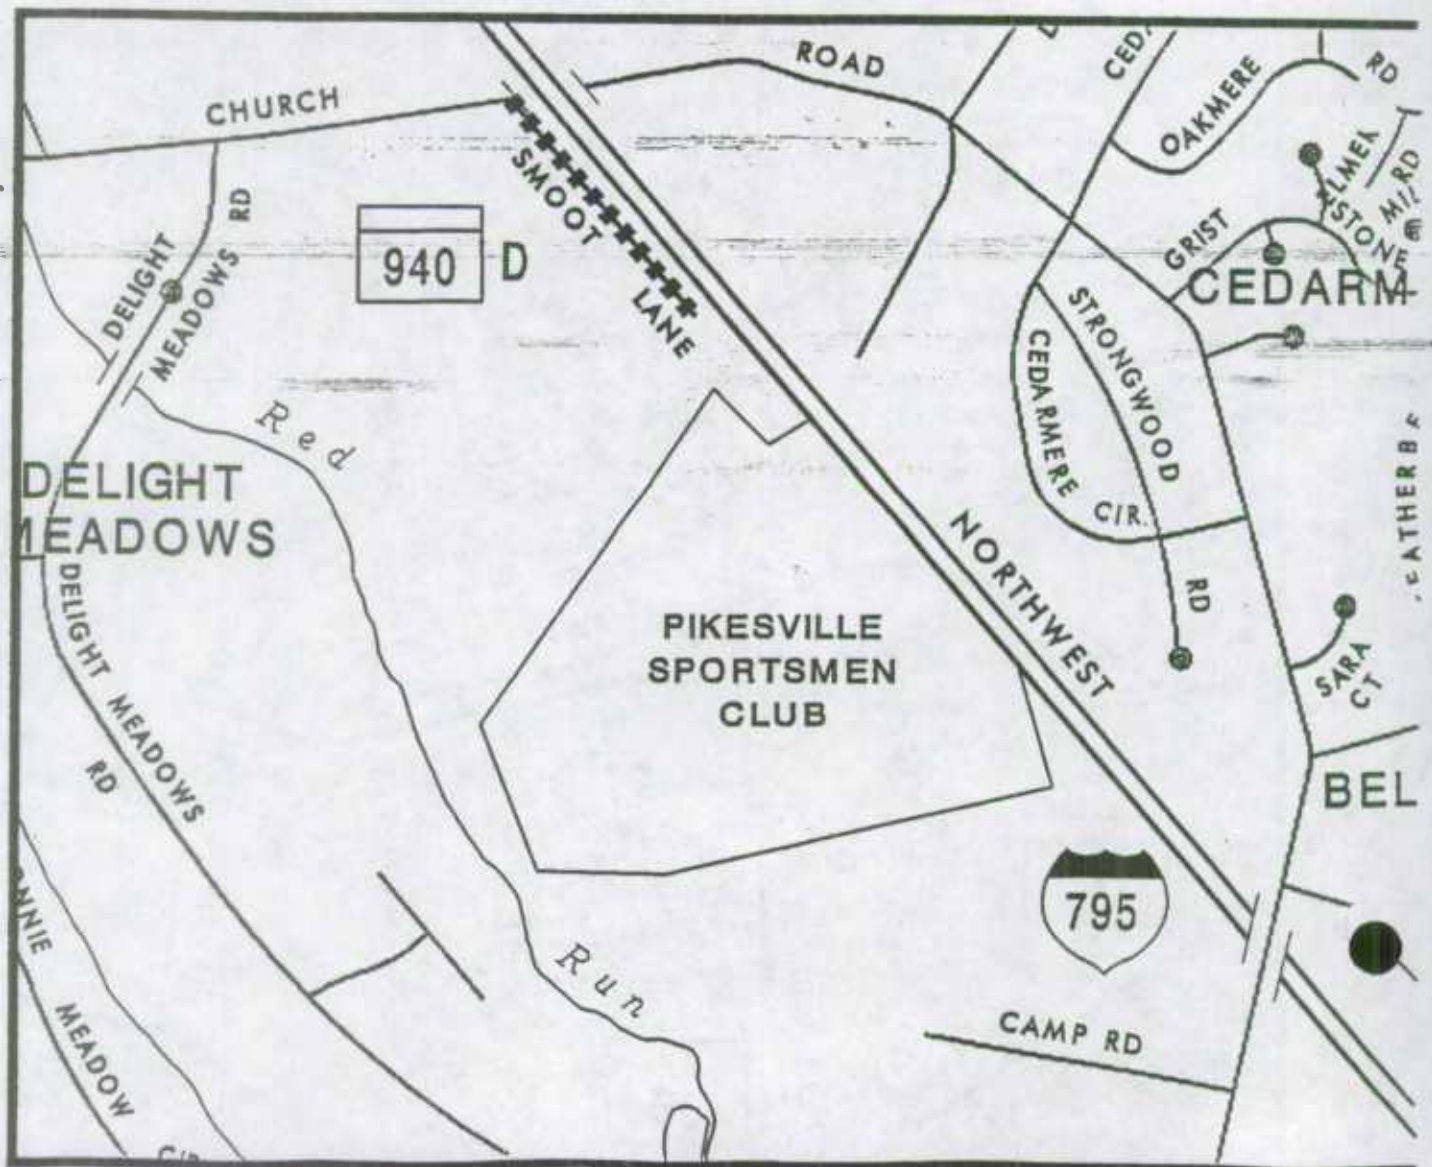 ROAD
RD
CHURCH
OAKMERE
SMOOT
LANE
DELIGHT
MEADOWS RD
940
D
GRIST
CEDARM
STRONGWOOD
RD
CEDARMERE
CIR.
Red
DELIGHT
MEADOWS
DELIGHT MEADOWS
RD
PIKESVILLE
SPORTSMEN
CLUB
NORTHWEST
SARA
CT
BEL
795
Run
CAMP RD
MEADOW